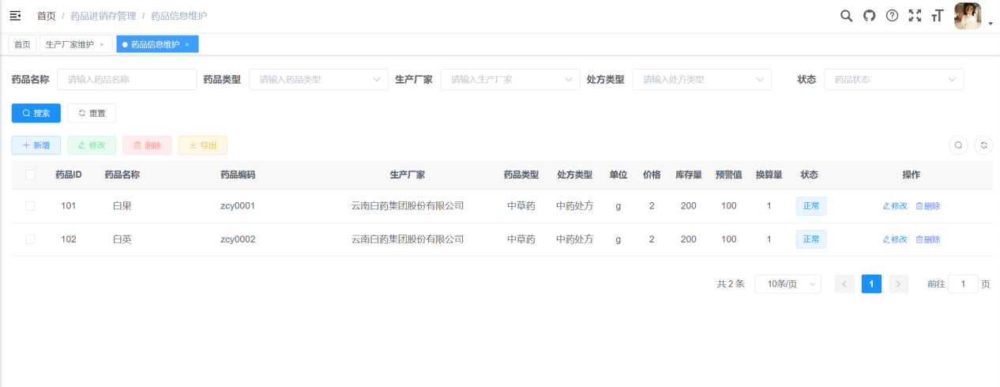 首页 / 药品进销存管理 / 药品信息维护
首页 生产厂家维护 × 药品信息维护 ×
药品名称 请输入药品名称 药品类型 请输入药品类型 生产厂家 请输入生产厂家 处方类型 请输入处方类型 状态 药品状态
搜索 重置
新增 修改 删除 导出
药品ID 药品名称 药品编码 生产厂家 药品类型 处方类型 单位 价格 库存量 预警值 换算量 状态 操作
101 白果 zcy0001 云南白药集团股份有限公司 中草药 中药处方 g 2 200 100 1 正常 修改 删除
102 白英 zcy0002 云南白药集团股份有限公司 中草药 中药处方 g 2 200 100 1 正常 修改 删除
共 2 条 10条/页 1 前往 1 页